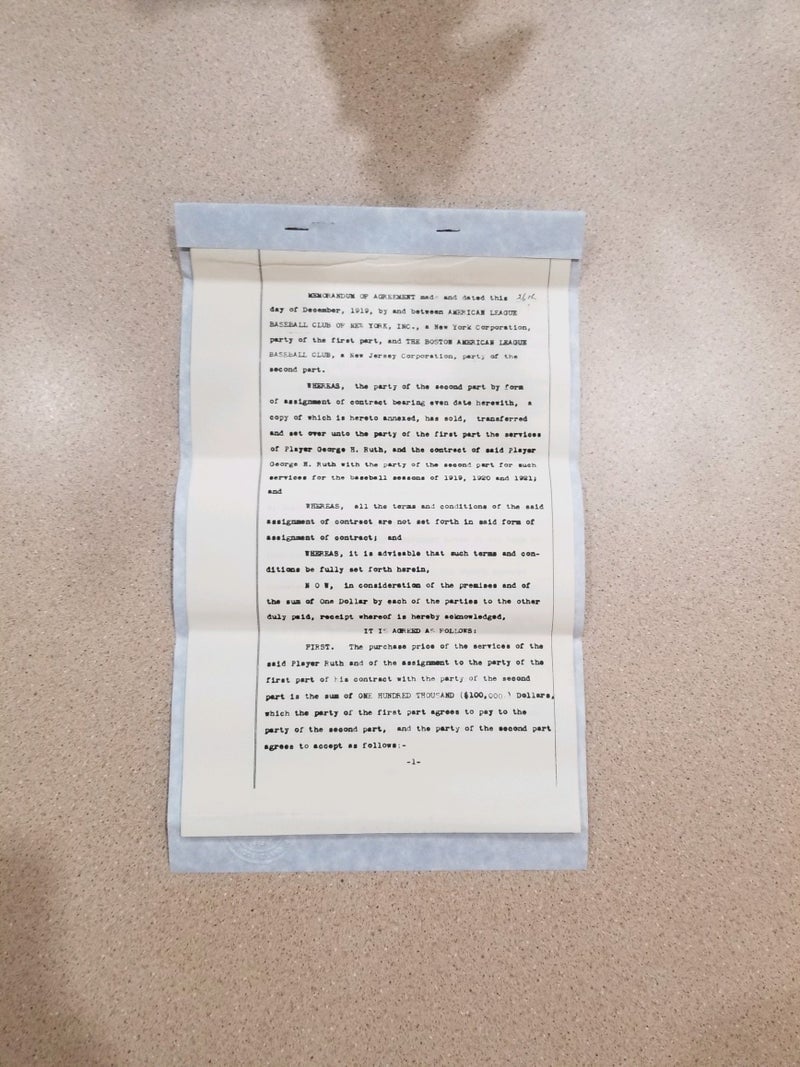 MEMORANDUM OF AGREEMENT made and dated this 26th
day of December, 1919, by and between AMERICAN LEAGUE
BASEBALL CLUB OF NEW YORK, INC., a New York Corporation,
party of the first part, and THE BOSTON AMERICAN LEAGUE
BASEBALL CLUB, a New Jersey Corporation, party of the
second part.
WHEREAS, the party of the second part by form
of assignment of contract bearing even date herewith, a
copy of which is hereto annexed, has sold, transferred
and set over unto the party of the first part the services
of Player George H. Ruth, and the contract of said Player
George H. Ruth with the party of the second part for such
services for the baseball seasons of 1919, 1920 and 1921;
and
WHEREAS, all the terms and conditions of the said
assignment of contract are not set forth in said form of
assignment of contract; and
WHEREAS, it is advisable that such terms and con-
ditions be fully set forth herein,
N O W, in consideration of the premises and of
the sum of One Dollar by each of the parties to the other
duly paid, receipt whereof is hereby acknowledged,
IT IS AGREED AS FOLLOWS:
FIRST. The purchase price of the services of the
said Player Ruth and of the assignment to the party of the
first part of his contract with the party of the second
part is the sum of ONE HUNDRED THOUSAND ($100,000 ) Dollars,
which the party of the first part agrees to pay to the
party of the second part, and the party of the second part
agrees to accept as follows:-
-1-